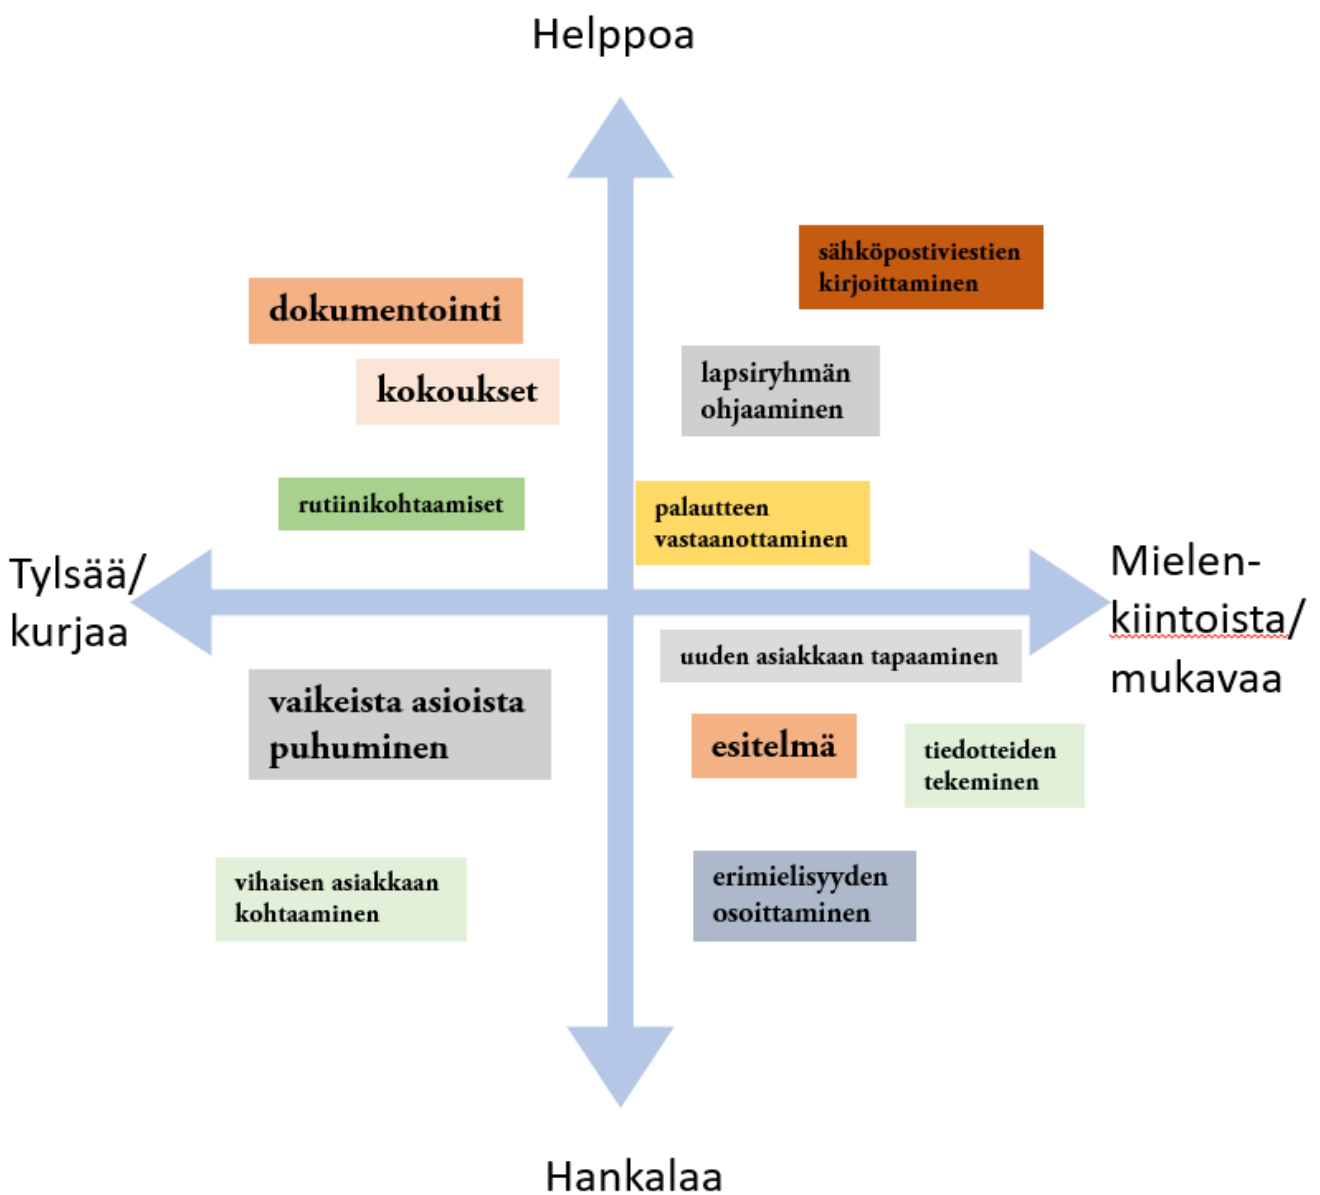 Helppoa
sähköpostiviestien
kirjoittaminen
dokumentointi
lapsiryhmän
ohjaaminen
kokoukset
rutiinikohtaamiset
palautteen
vastaanottaminen
Tylsää/
kurjaa
Mielen-
kiintoista/
mukavaa
uuden asiakkaan tapaaminen
vaikeista asioista
puhuminen
esitelmä
tiedotteiden
tekeminen
vihaisen asiakkaan
kohtaaminen
erimielisyyden
osoittaminen
Hankalaa